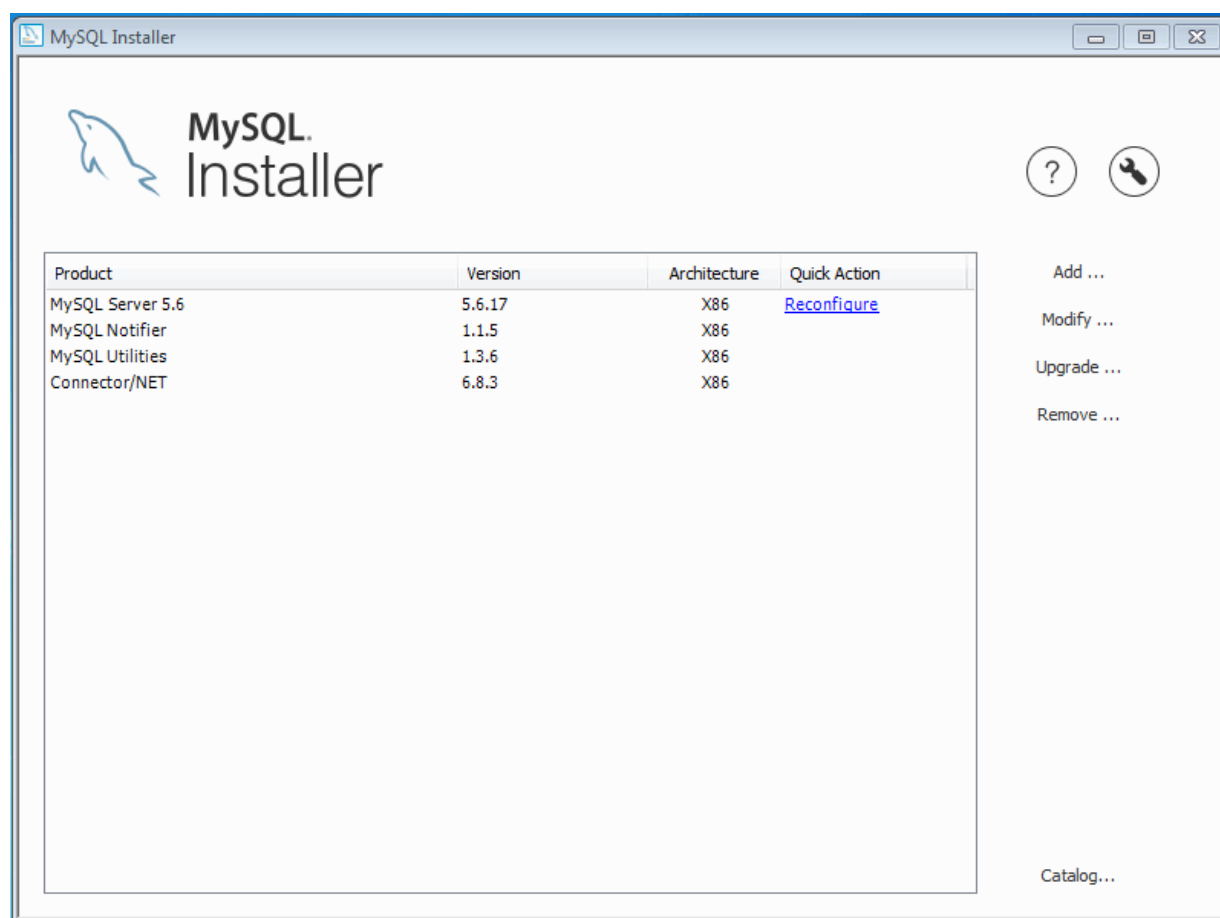 MySQL Installer
MySQL.
Installer
?
Product Version Architecture Quick Action
MySQL Server 5.6 5.6.17 X86 Reconfigure
MySQL Notifier 1.1.5 X86
MySQL Utilities 1.3.6 X86
Connector/NET 6.8.3 X86
Add ...
Modify ...
Upgrade ...
Remove ...
Catalog...